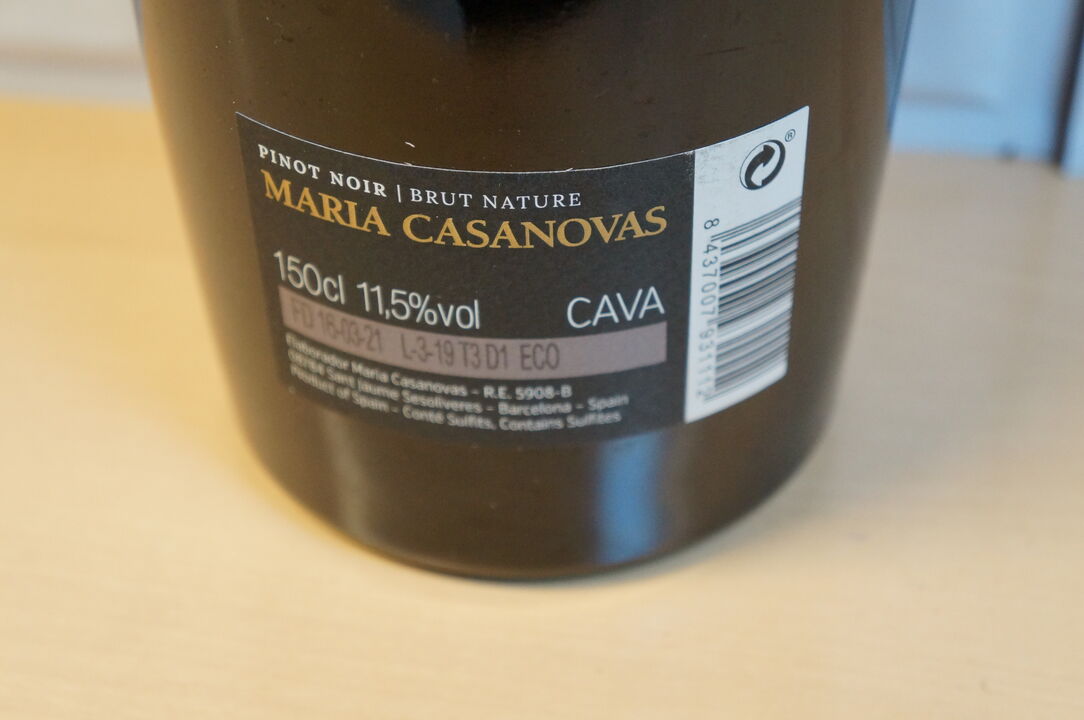 PINOT NOIR | BRUT NATURE
MARIA CASANOVAS
150cl 11,5%vol CAVA
FD 16-03-21 L-3-19 T3 D1 ECO
Elaborador Maria Casanovas - R.E. 5908-B
08784 Sant Jaume Sesoliveres - Barcelona - Spain
Product of Spain - Conté Sulfits, Contains Sulfites
®
8 437007 931112